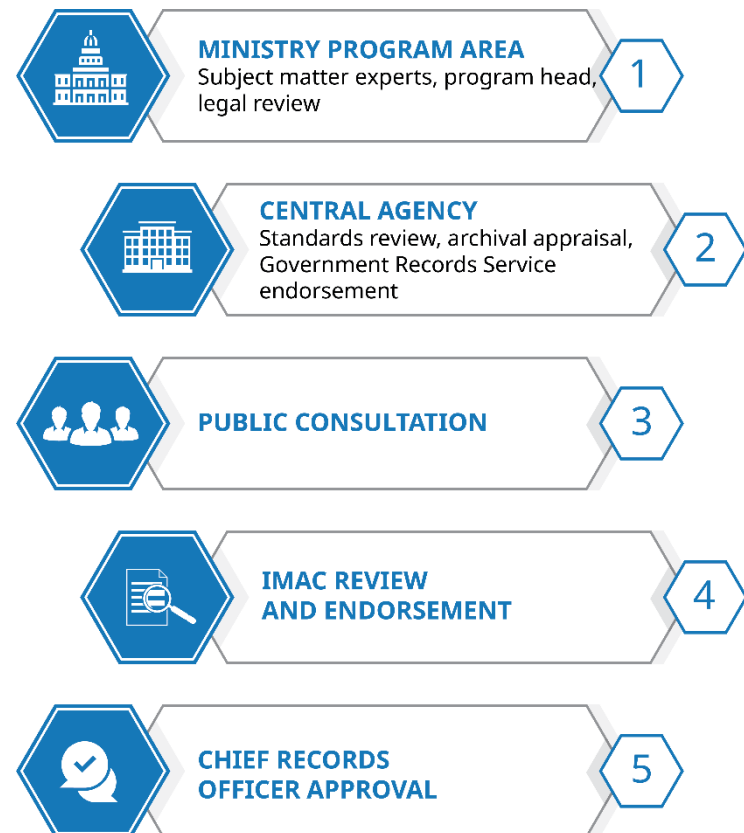 MINISTRY PROGRAM AREA
Subject matter experts, program head,
legal review
1
CENTRAL AGENCY
Standards review, archival appraisal,
Government Records Service
endorsement
2
PUBLIC CONSULTATION
3
IMAC REVIEW
AND ENDORSEMENT
4
CHIEF RECORDS
OFFICER APPROVAL
5